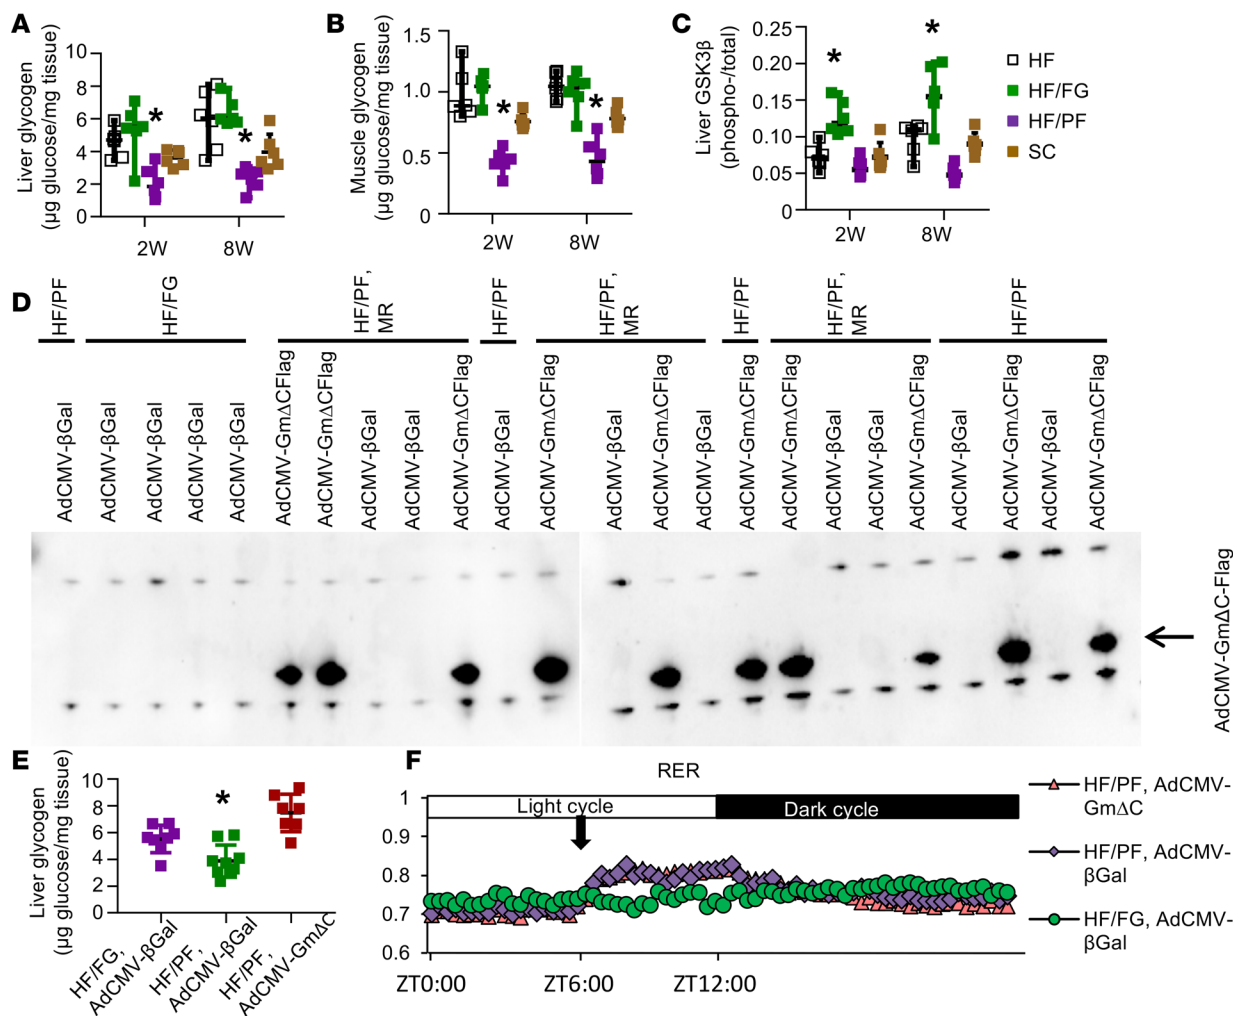 A
Liver glycogen
(µg glucose/mg tissue)
10
8
6
4
2
0
*
*
2W
8W
B
Muscle glycogen
(µg glucose/mg tissue)
1.5
1.0
0.5
0
*
*
2W
8W
C
Liver GSK3β
(phospho-/total)
0.25
0.20
0.15
0.10
0.05
0
*
*
2W
8W
HF
HF/FG
HF/PF
SC
D
HF/PF
HF/FG
HF/PF,
MR
HF/PF
HF/PF,
MR
HF/PF
HF/PF,
MR
HF/PF
AdCMV-βGal
AdCMV-βGal
AdCMV-βGal
AdCMV-βGal
AdCMV-βGal
AdCMV-GmΔCFlag
AdCMV-GmΔCFlag
AdCMV-βGal
AdCMV-βGal
AdCMV-GmΔCFlag
AdCMV-βGal
AdCMV-GmΔCFlag
AdCMV-βGal
AdCMV-GmΔCFlag
AdCMV-βGal
AdCMV-GmΔCFlag
AdCMV-GmΔCFlag
AdCMV-βGal
AdCMV-βGal
AdCMV-GmΔCFlag
AdCMV-βGal
AdCMV-GmΔCFlag
AdCMV-βGal
AdCMV-GmΔCFlag
AdCMV-GmΔC-Flag
E
Liver glycogen
(µg glucose/mg tissue)
10
8
6
4
2
0
*
HF/FG,
AdCMV-βGal
HF/PF,
AdCMV-βGal
HF/PF,
AdCMV-GmΔC
F
RER
1
0.9
0.8
0.7
0.6
Light cycle
Dark cycle
ZT0:00
ZT6:00
ZT12:00
HF/PF, AdCMV-
GmΔC
HF/PF, AdCMV-
βGal
HF/FG, AdCMV-
βGal